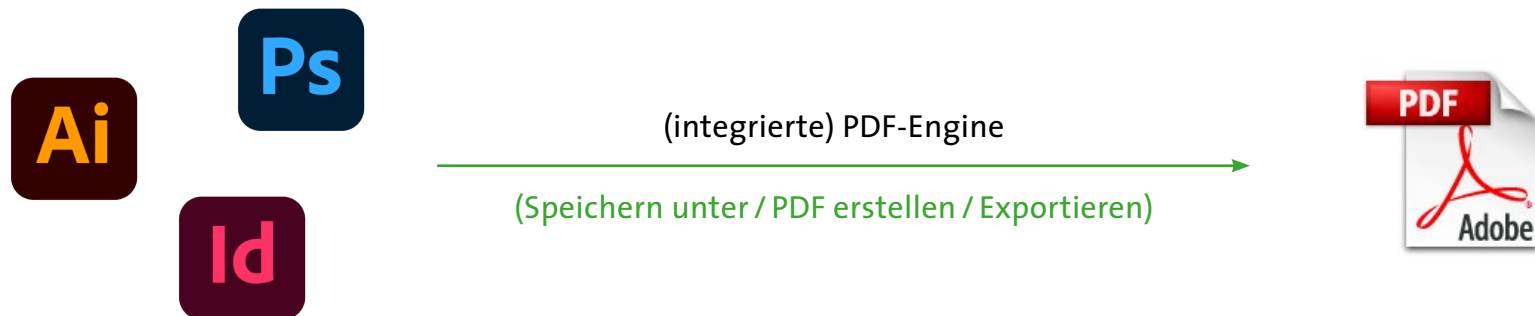 Ps
Ai
Id
(integrierte) PDF-Engine
(Speichern unter / PDF erstellen / Exportieren)
PDF
Adobe